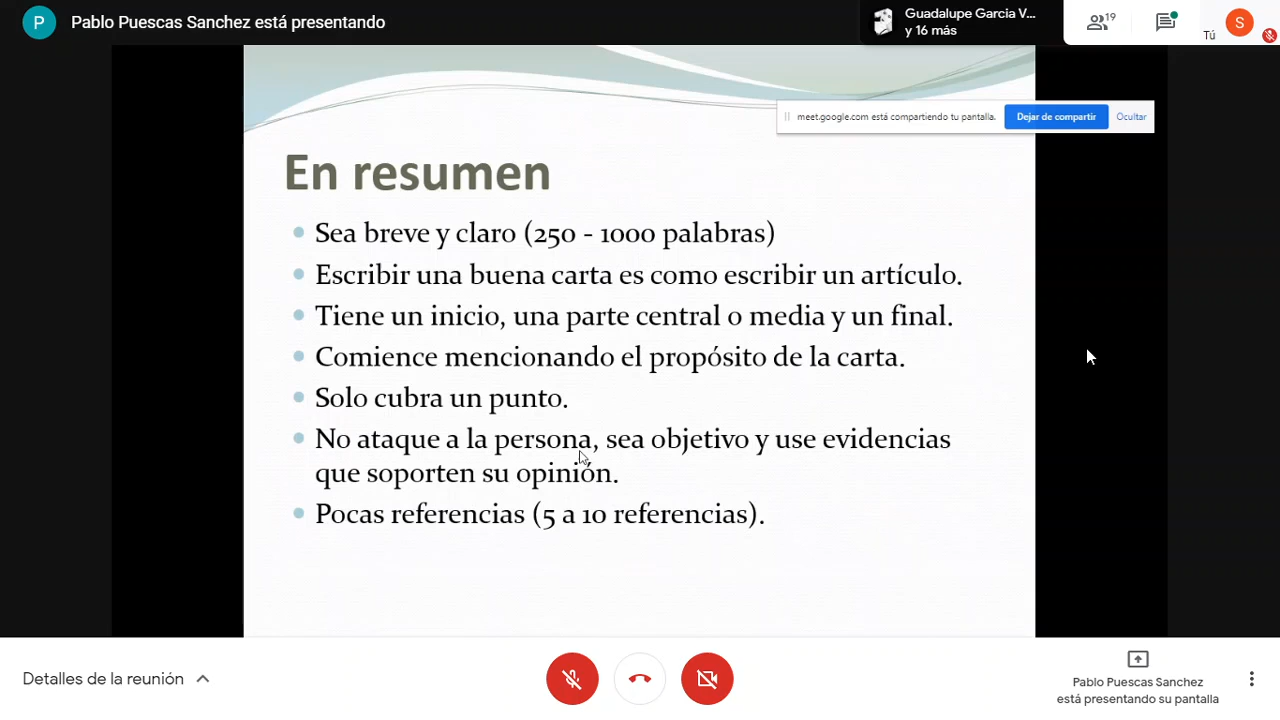 P Pablo Puescas Sanchez está presentando
Guadalupe Garcia V...
y 16 más
19
Tú
S
meet.google.com está compartiendo tu pantalla.
Dejar de compartir
Ocultar
En resumen
Sea breve y claro (250 - 1000 palabras)
Escribir una buena carta es como escribir un artículo.
Tiene un inicio, una parte central o media y un final.
Comience mencionando el propósito de la carta.
Solo cubra un punto.
No ataque a la persona, sea objetivo y use evidencias
que soporten su opinión.
Pocas referencias (5 a 10 referencias).
Detalles de la reunión
Pablo Puescas Sanchez
está presentando su pantalla